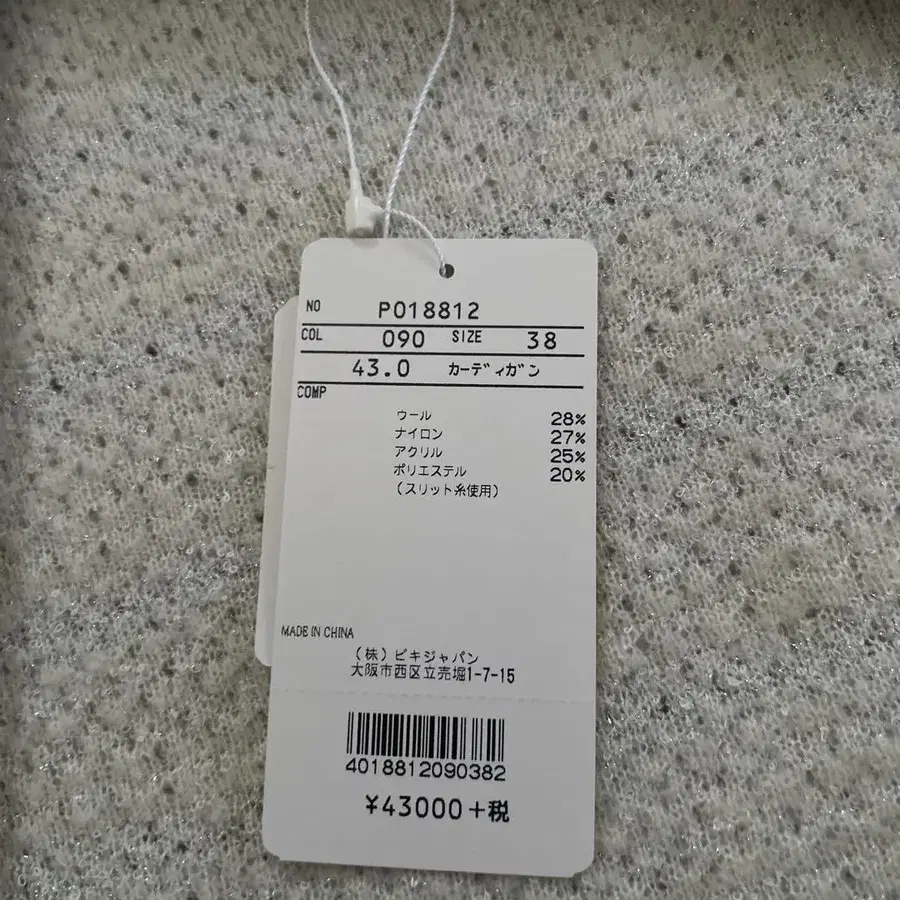 NO P018812
COL 090 SIZE 38
43.0 カーディガン
COMP
ウール 28%
ナイロン 27%
アクリル 25%
ポリエステル 20%
(スリット糸使用)
MADE IN CHINA
(株)ビキジャパン
大阪市西区立売堀1-7-15
4018812090382
¥43000+税